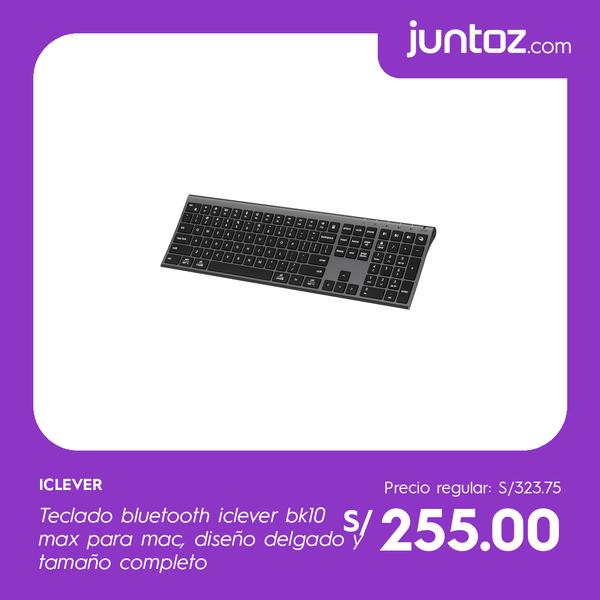 juntoz.com
ICLEVER
Precio regular: S/323.75
Teclado bluetooth iclever bk10
max para mac, diseño delgado y
tamaño completo
S/ 255.00